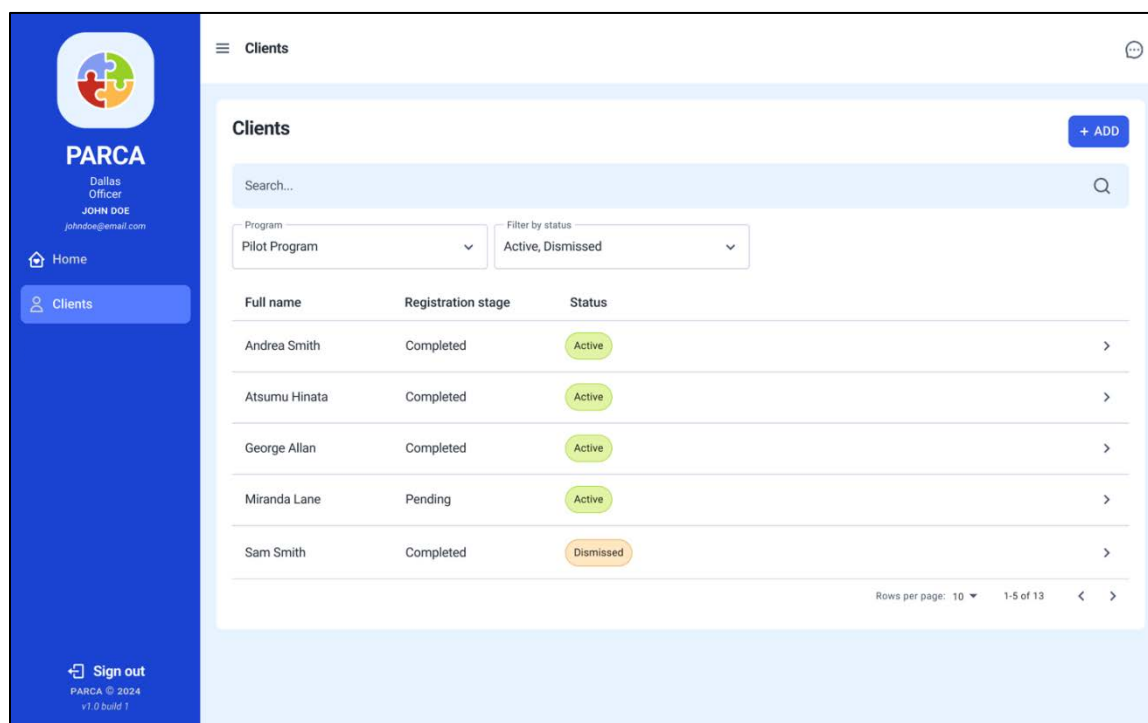 PARCA
Dallas
Officer
JOHN DOE
johndoe@email.com
Home
Clients
Sign out
PARCA © 2024
v1.0 build 1
Clients
Clients
+ ADD
Search...
Program
Pilot Program
Filter by status
Active, Dismissed
Full name Registration stage Status
Andrea Smith Completed Active
Atsumu Hinata Completed Active
George Allan Completed Active
Miranda Lane Pending Active
Sam Smith Completed Dismissed
Rows per page: 10 1-5 of 13